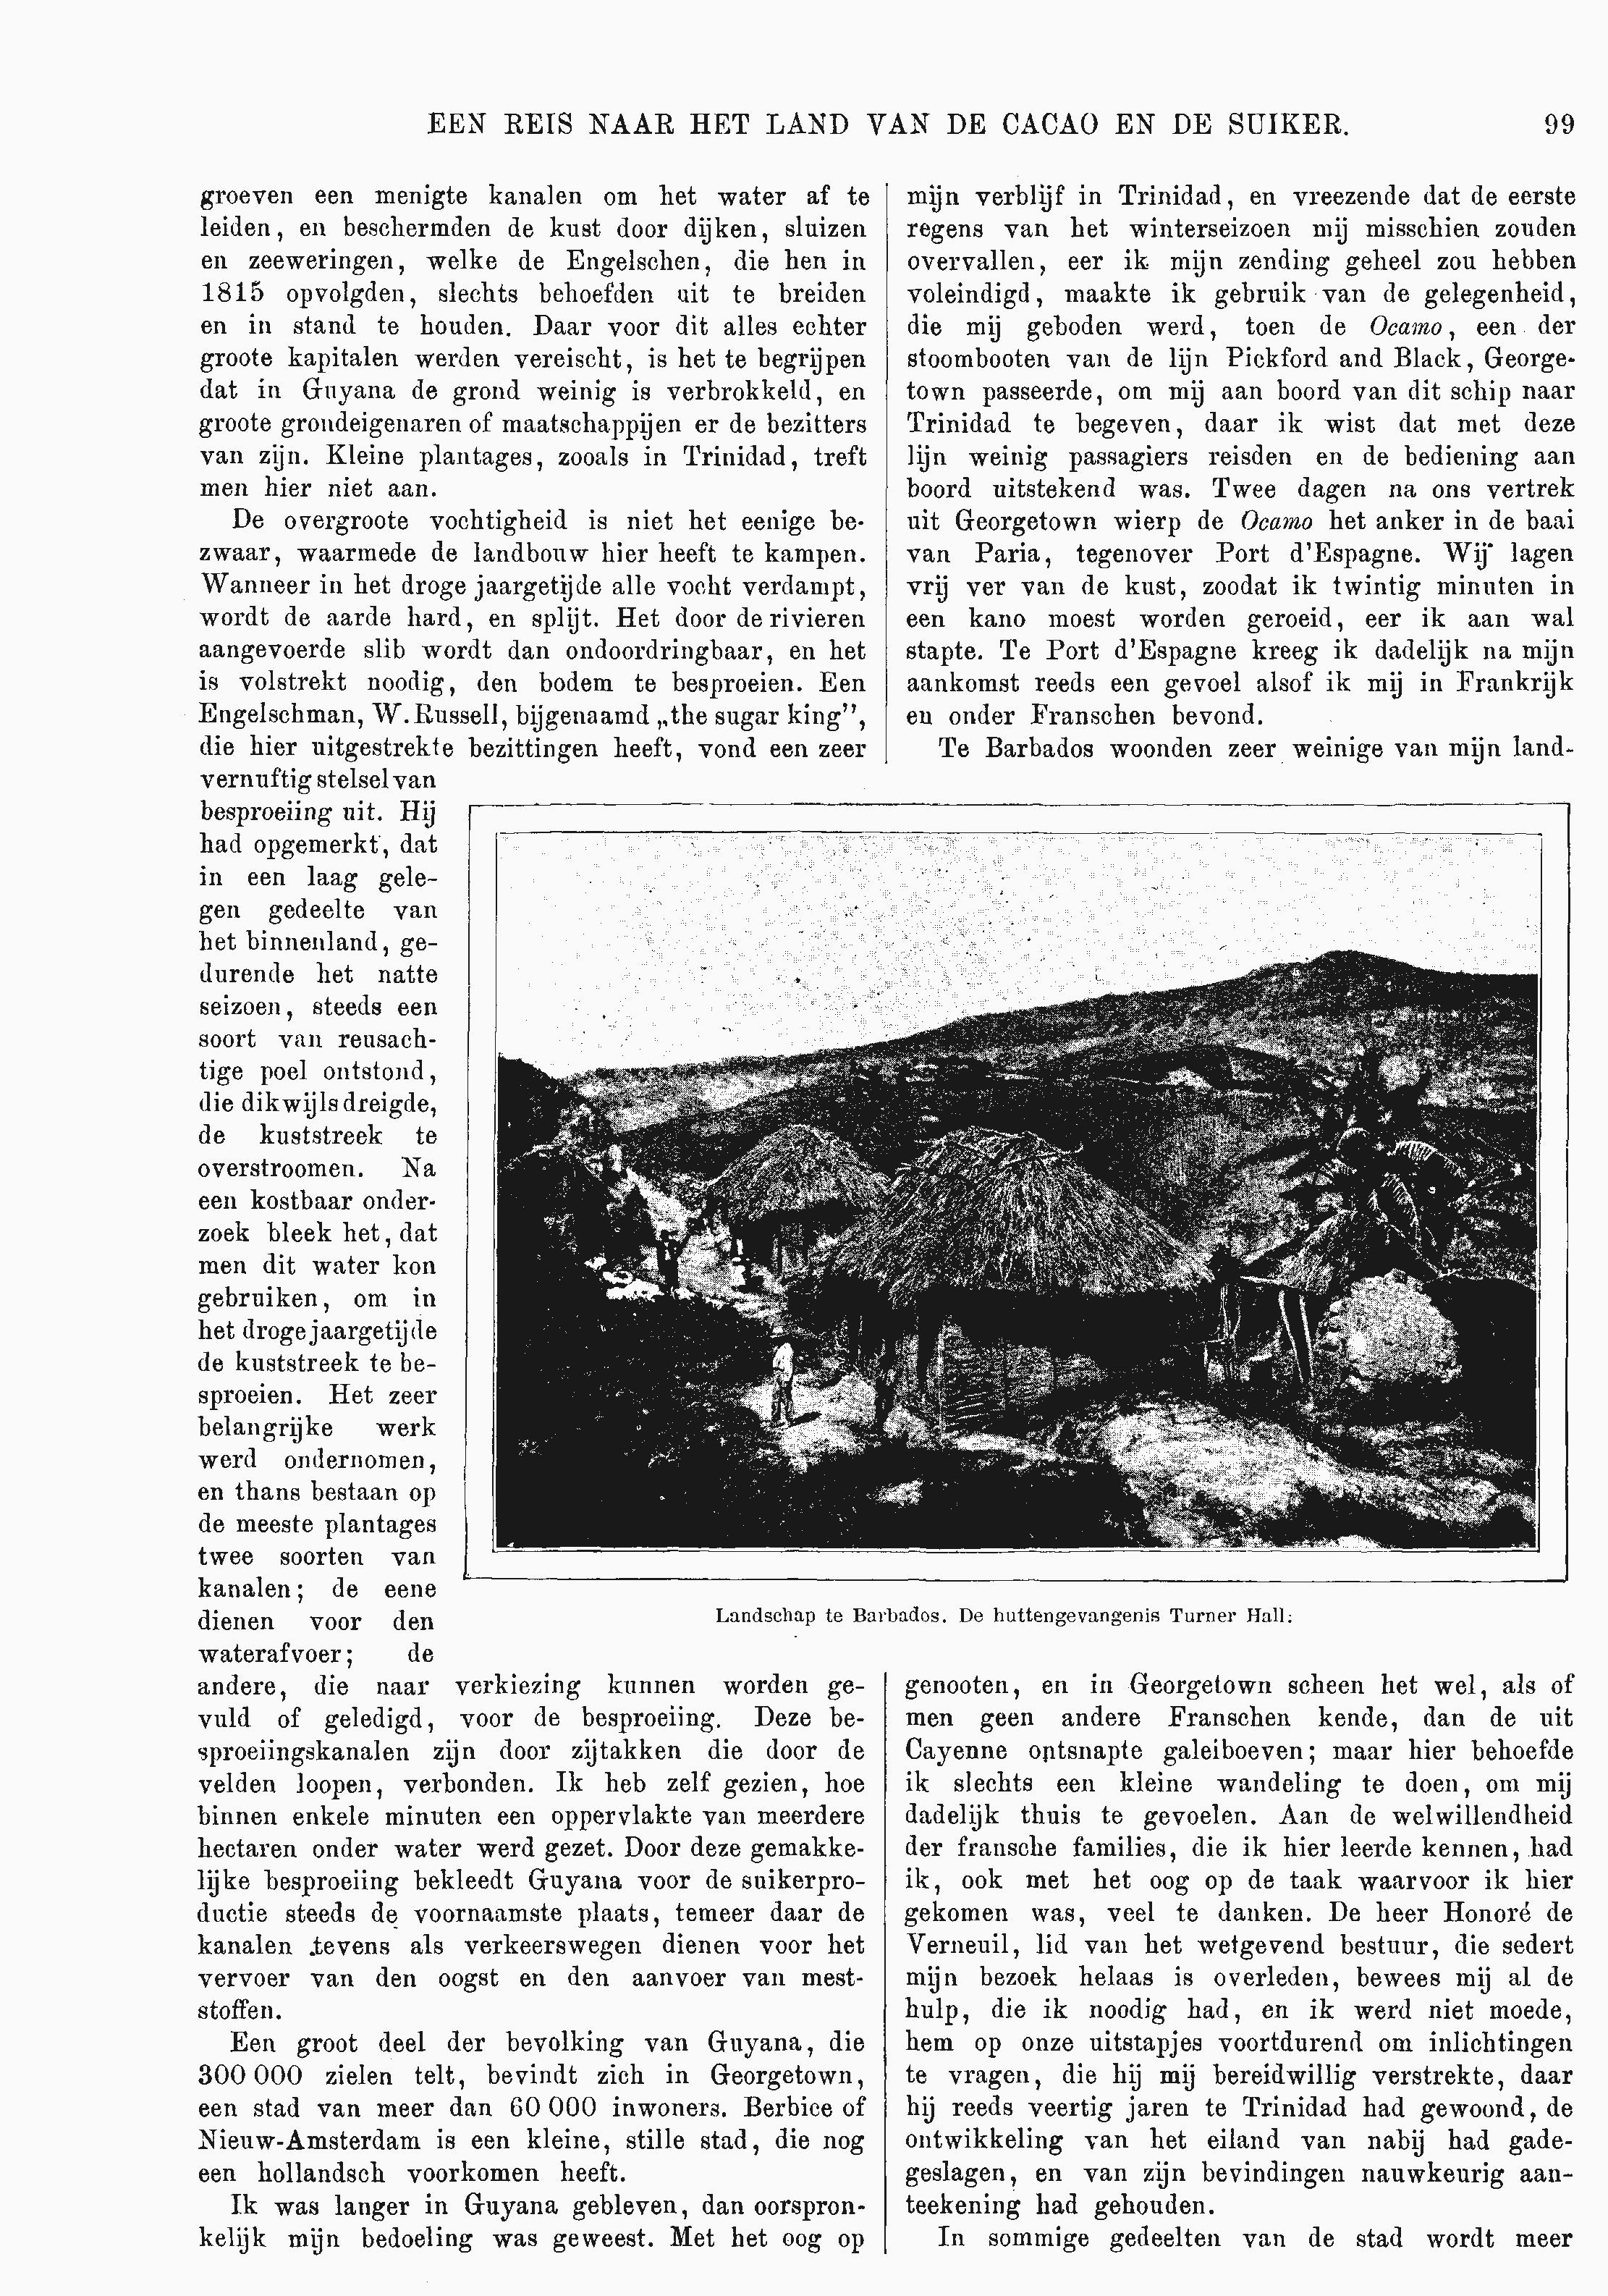 EEN REIS NAAR HET LAND VAN DE CACAO EN DE SUIKER. 99
groeven een menigte kanalen om het water af te
leiden, en beschermden de kust door dijken, sluizen
en zeeweringen, welke de Engelschen, die hen in
1815 opvolgden, slechts behoefden uit te breiden
en in stand te houden. Daar voor dit alles echter
groote kapitalen werden vereischt, is het te begrijpen
dat in Guyana de grond weinig is verbrokkeld, en
groote grondeigenaren of maatschappijen er de bezitters
van zijn. Kleine plantages, zooals in Trinidad, treft
men hier niet aan.
De overgroote vochtigheid is niet het eenige be-
zwaar, waarmede de landbouw hier heeft te kampen.
Wanneer in het droge jaargetijde alle vocht verdampt,
wordt de aarde hard, en splijt. Het door de rivieren
aangevoerde slib wordt dan ondoordringbaar, en het
is volstrekt noodig, den bodem te besproeien. Een
Engelschman, W. Russell, bijgenaamd „the sugar king”,
die hier uitgestrekte bezittingen heeft, vond een zeer
vernuftig stelsel van
besproeiing uit. Hij
had opgemerkt, dat
in een laag gele-
gen gedeelte van
het binnenland, ge-
durende het natte
seizoen, steeds een
soort van reusach-
tige poel ontstond,
die dikwijls dreigde,
de kuststreek te
overstroomen. Na
een kostbaar onder-
zoek bleek het, dat
men dit water kon
gebruiken, om in
het droge jaargetijde
de kuststreek te be-
sproeien. Het zeer
belangrijke werk
werd ondernomen,
en thans bestaan op
de meeste plantages
twee soorten van
kanalen; de eene
dienen voor den
waterafvoer; de
andere, die naar verkiezing kunnen worden ge-
vuld of geledigd, voor de besproeiing. Deze be-
sproeiingskanalen zijn door zijtakken die door de
velden loopen, verbonden. Ik heb zelf gezien, hoe
binnen enkele minuten een oppervlakte van meerdere
hectaren onder water werd gezet. Door deze gemakke-
lijke besproeiing bekleedt Guyana voor de suikerpro-
ductie steeds de voornaamste plaats, temeer daar de
kanalen tevens als verkeerswegen dienen voor het
vervoer van den oogst en den aanvoer van mest-
stoffen.
Een groot deel der bevolking van Guyana, die
300 000 zielen telt, bevindt zich in Georgetown,
een stad van meer dan 60 000 inwoners. Berbice of
Nieuw-Amsterdam is een kleine, stille stad, die nog
een hollandsch voorkomen heeft.
Ik was langer in Guyana gebleven, dan oorspron-
kelijk mijn bedoeling was geweest. Met het oog op
mijn verblijf in Trinidad, en vreezende dat de eerste
regens van het winterseizoen mij misschien zouden
overvallen, eer ik mijn zending geheel zou hebben
voleindigd, maakte ik gebruik van de gelegenheid,
die mij geboden werd, toen de Ocamo, een der
stoombooten van de lijn Pickford and Black, George-
town passeerde, om mij aan boord van dit schip naar
Trinidad te begeven, daar ik wist dat met deze
lijn weinig passagiers reisden en de bediening aan
boord uitstekend was. Twee dagen na ons vertrek
uit Georgetown wierp de Ocamo het anker in de baai
van Paria, tegenover Port d'Espagne. Wij lagen
vrij ver van de kust, zoodat ik twintig minuten in
een kano moest worden geroeid, eer ik aan wal
stapte. Te Port d'Espagne kreeg ik dadelijk na mijn
aankomst reeds een gevoel alsof ik mij in Frankrijk
en onder Franschen bevond.
Te Barbados woonden zeer weinige van mijn land-
Landschap te Barbados. De huttengevangenis Turner Hall.
genooten, en in Georgetown scheen het wel, als of
men geen andere Franschen kende, dan de uit
Cayenne ontsnapte galeiboeven; maar hier behoefde
ik slechts een kleine wandeling te doen, om mij
dadelijk thuis te gevoelen. Aan de welwillendheid
der fransche families, die ik hier leerde kennen, had
ik, ook met het oog op de taak waarvoor ik hier
gekomen was, veel te danken. De heer Honoré de
Verneuil, lid van het wetgevend bestuur, die sedert
mijn bezoek helaas is overleden, bewees mij al de
hulp, die ik noodig had, en ik werd niet moede,
hem op onze uitstapjes voortdurend om inlichtingen
te vragen, die hij mij bereidwillig verstrekte, daar
hij reeds veertig jaren te Trinidad had gewoond, de
ontwikkeling van het eiland van nabij had gade-
geslagen, en van zijn bevindingen nauwkeurig aan-
teekening had gehouden.
In sommige gedeelten van de stad wordt meer